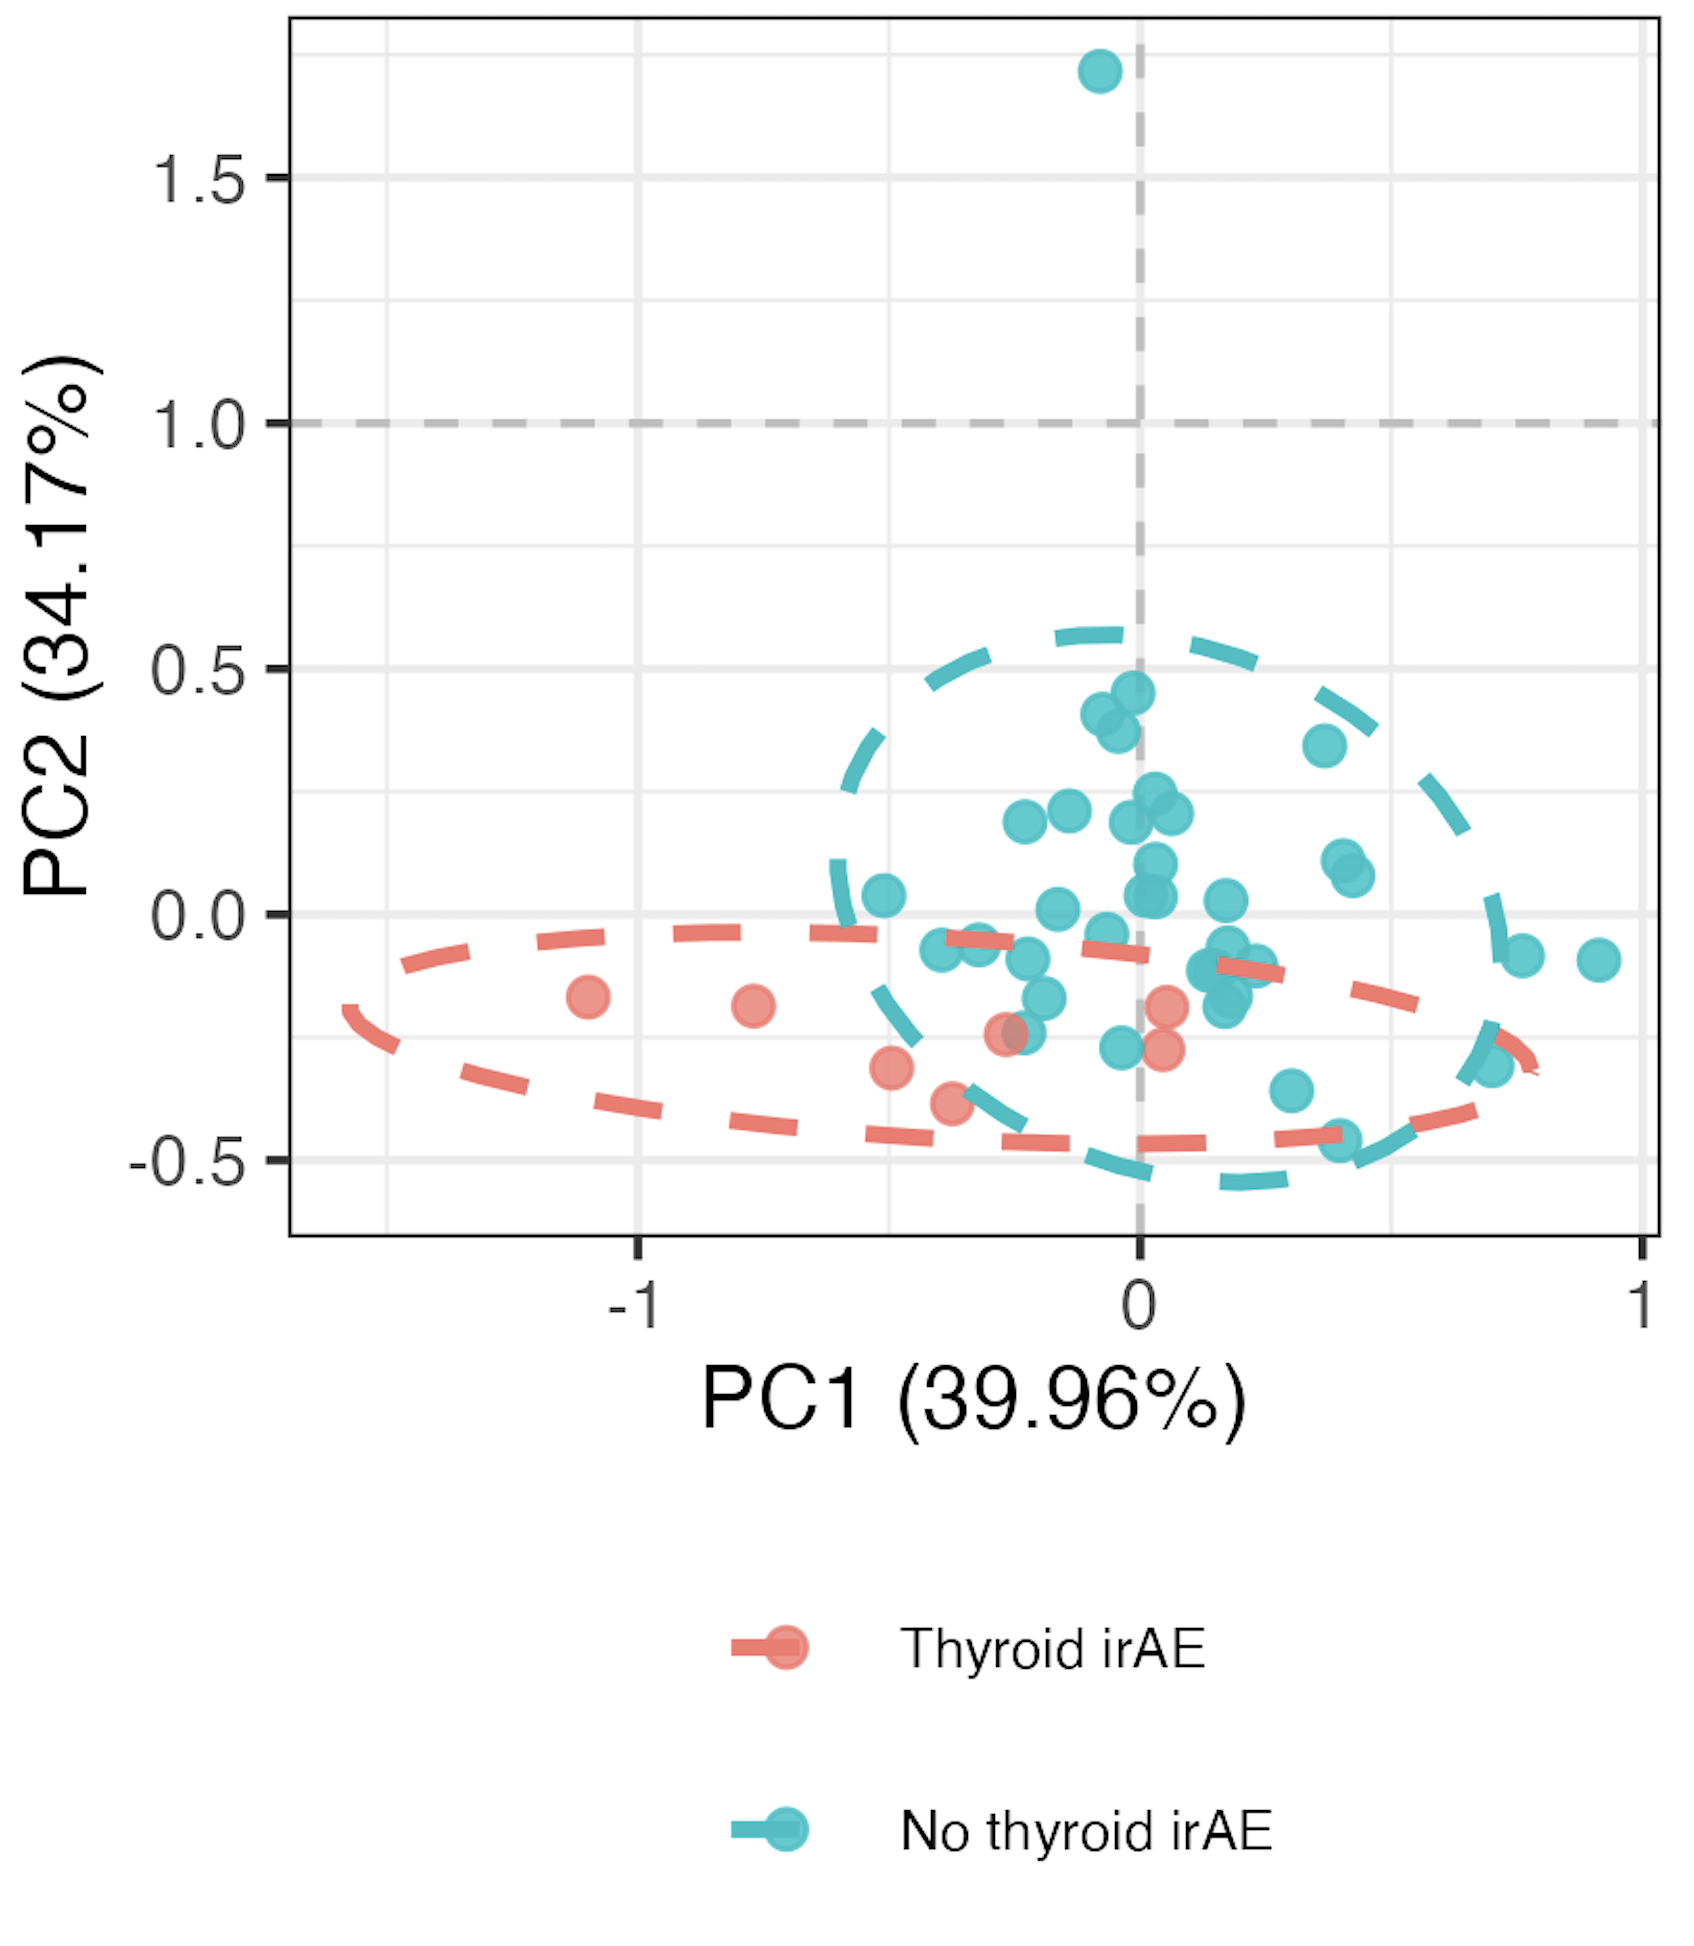 1.5
1.0
0.5
0.0
-0.5
PC2 (34.17%)
-1 0 1
PC1 (39.96%)
Thyroid irAE
No thyroid irAE